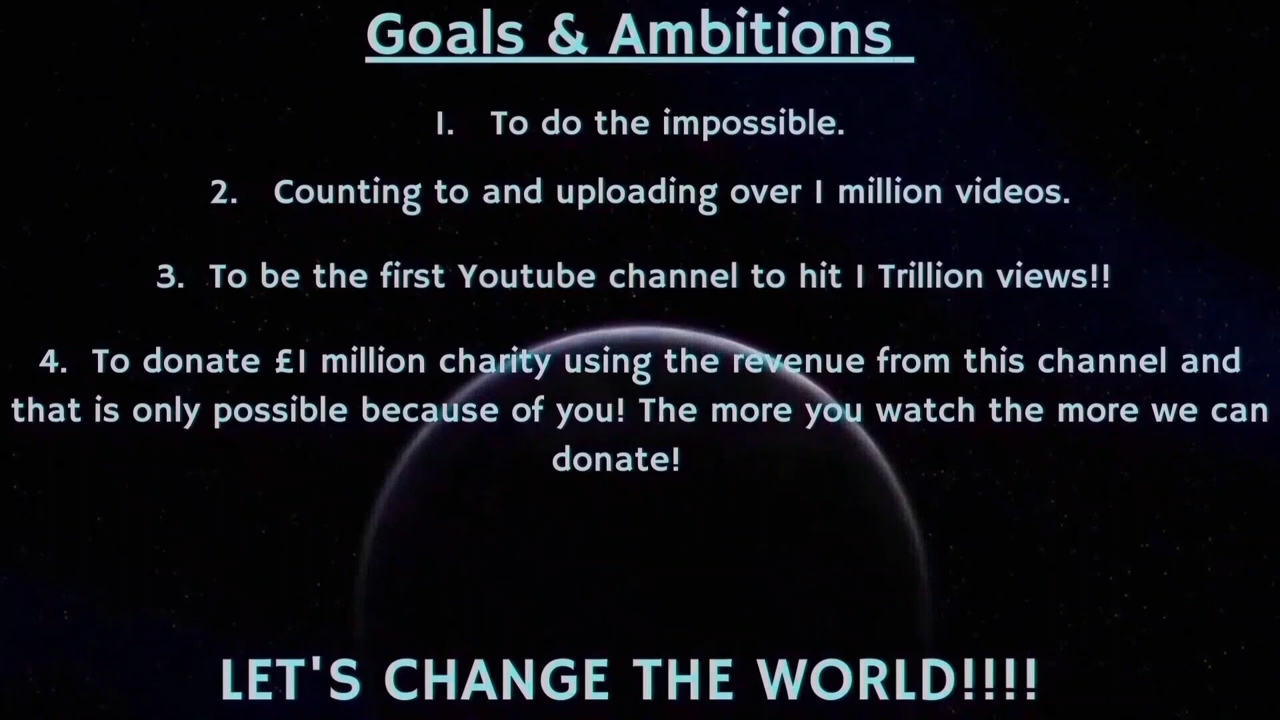 Goals & Ambitions
1. To do the impossible.
2. Counting to and uploading over 1 million videos.
3. To be the first Youtube channel to hit 1 Trillion views!!
4. To donate £1 million charity using the revenue from this channel and
that is only possible because of you! The more you watch the more we can
donate!
LET'S CHANGE THE WORLD!!!!